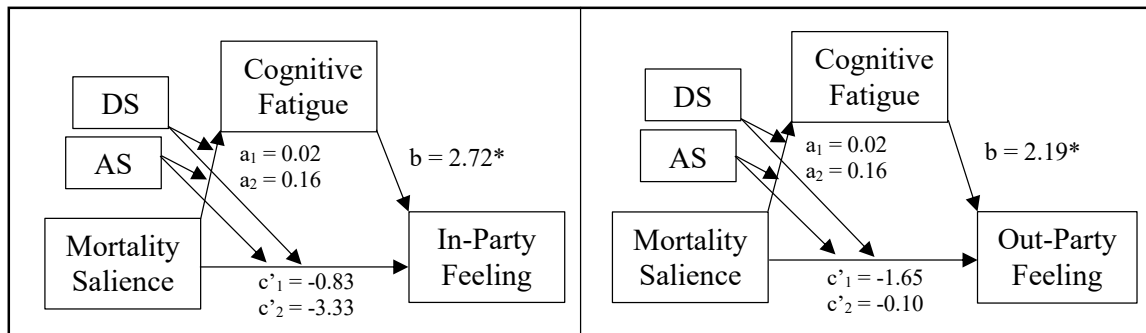 Cognitive
Fatigue
DS
AS
a₁ = 0.02
a₂ = 0.16
b = 2.72*
Mortality
Salience
In-Party
Feeling
c’₁ = -0.83
c’₂ = -3.33
Cognitive
Fatigue
DS
AS
a₁ = 0.02
a₂ = 0.16
b = 2.19*
Mortality
Salience
Out-Party
Feeling
c’₁ = -1.65
c’₂ = -0.10